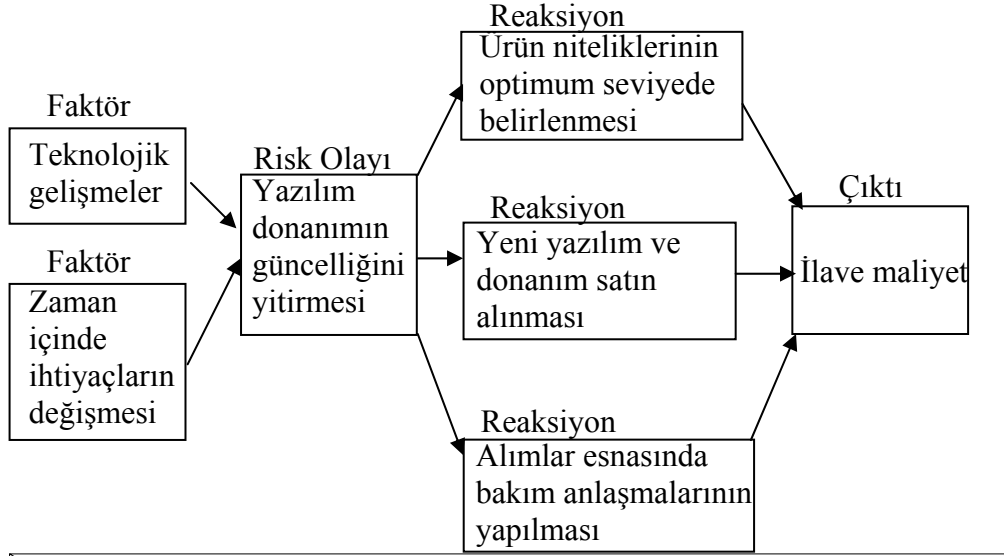 Faktör
Teknolojik
gelişmeler
Faktör
Zaman
içinde
ihtiyaçların
değişmesi
Risk Olayı
Yazılım
donanımın
güncelliğini
yitirmesi
Reaksiyon
Ürün niteliklerinin
optimum seviyede
belirlenmesi
Reaksiyon
Yeni yazılım ve
donanım satın
alınması
Reaksiyon
Alımlar esnasında
bakım anlaşmalarının
yapılması
Çıktı
İlave maliyet